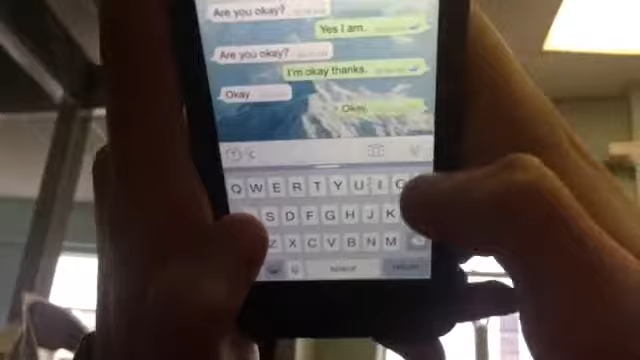 Are you okay?
Yes I am.
Are you okay?
I'm okay thanks.
Okay
Okay.
Q W E R T Y U I O
S D F G H J K
Z X C V B N M